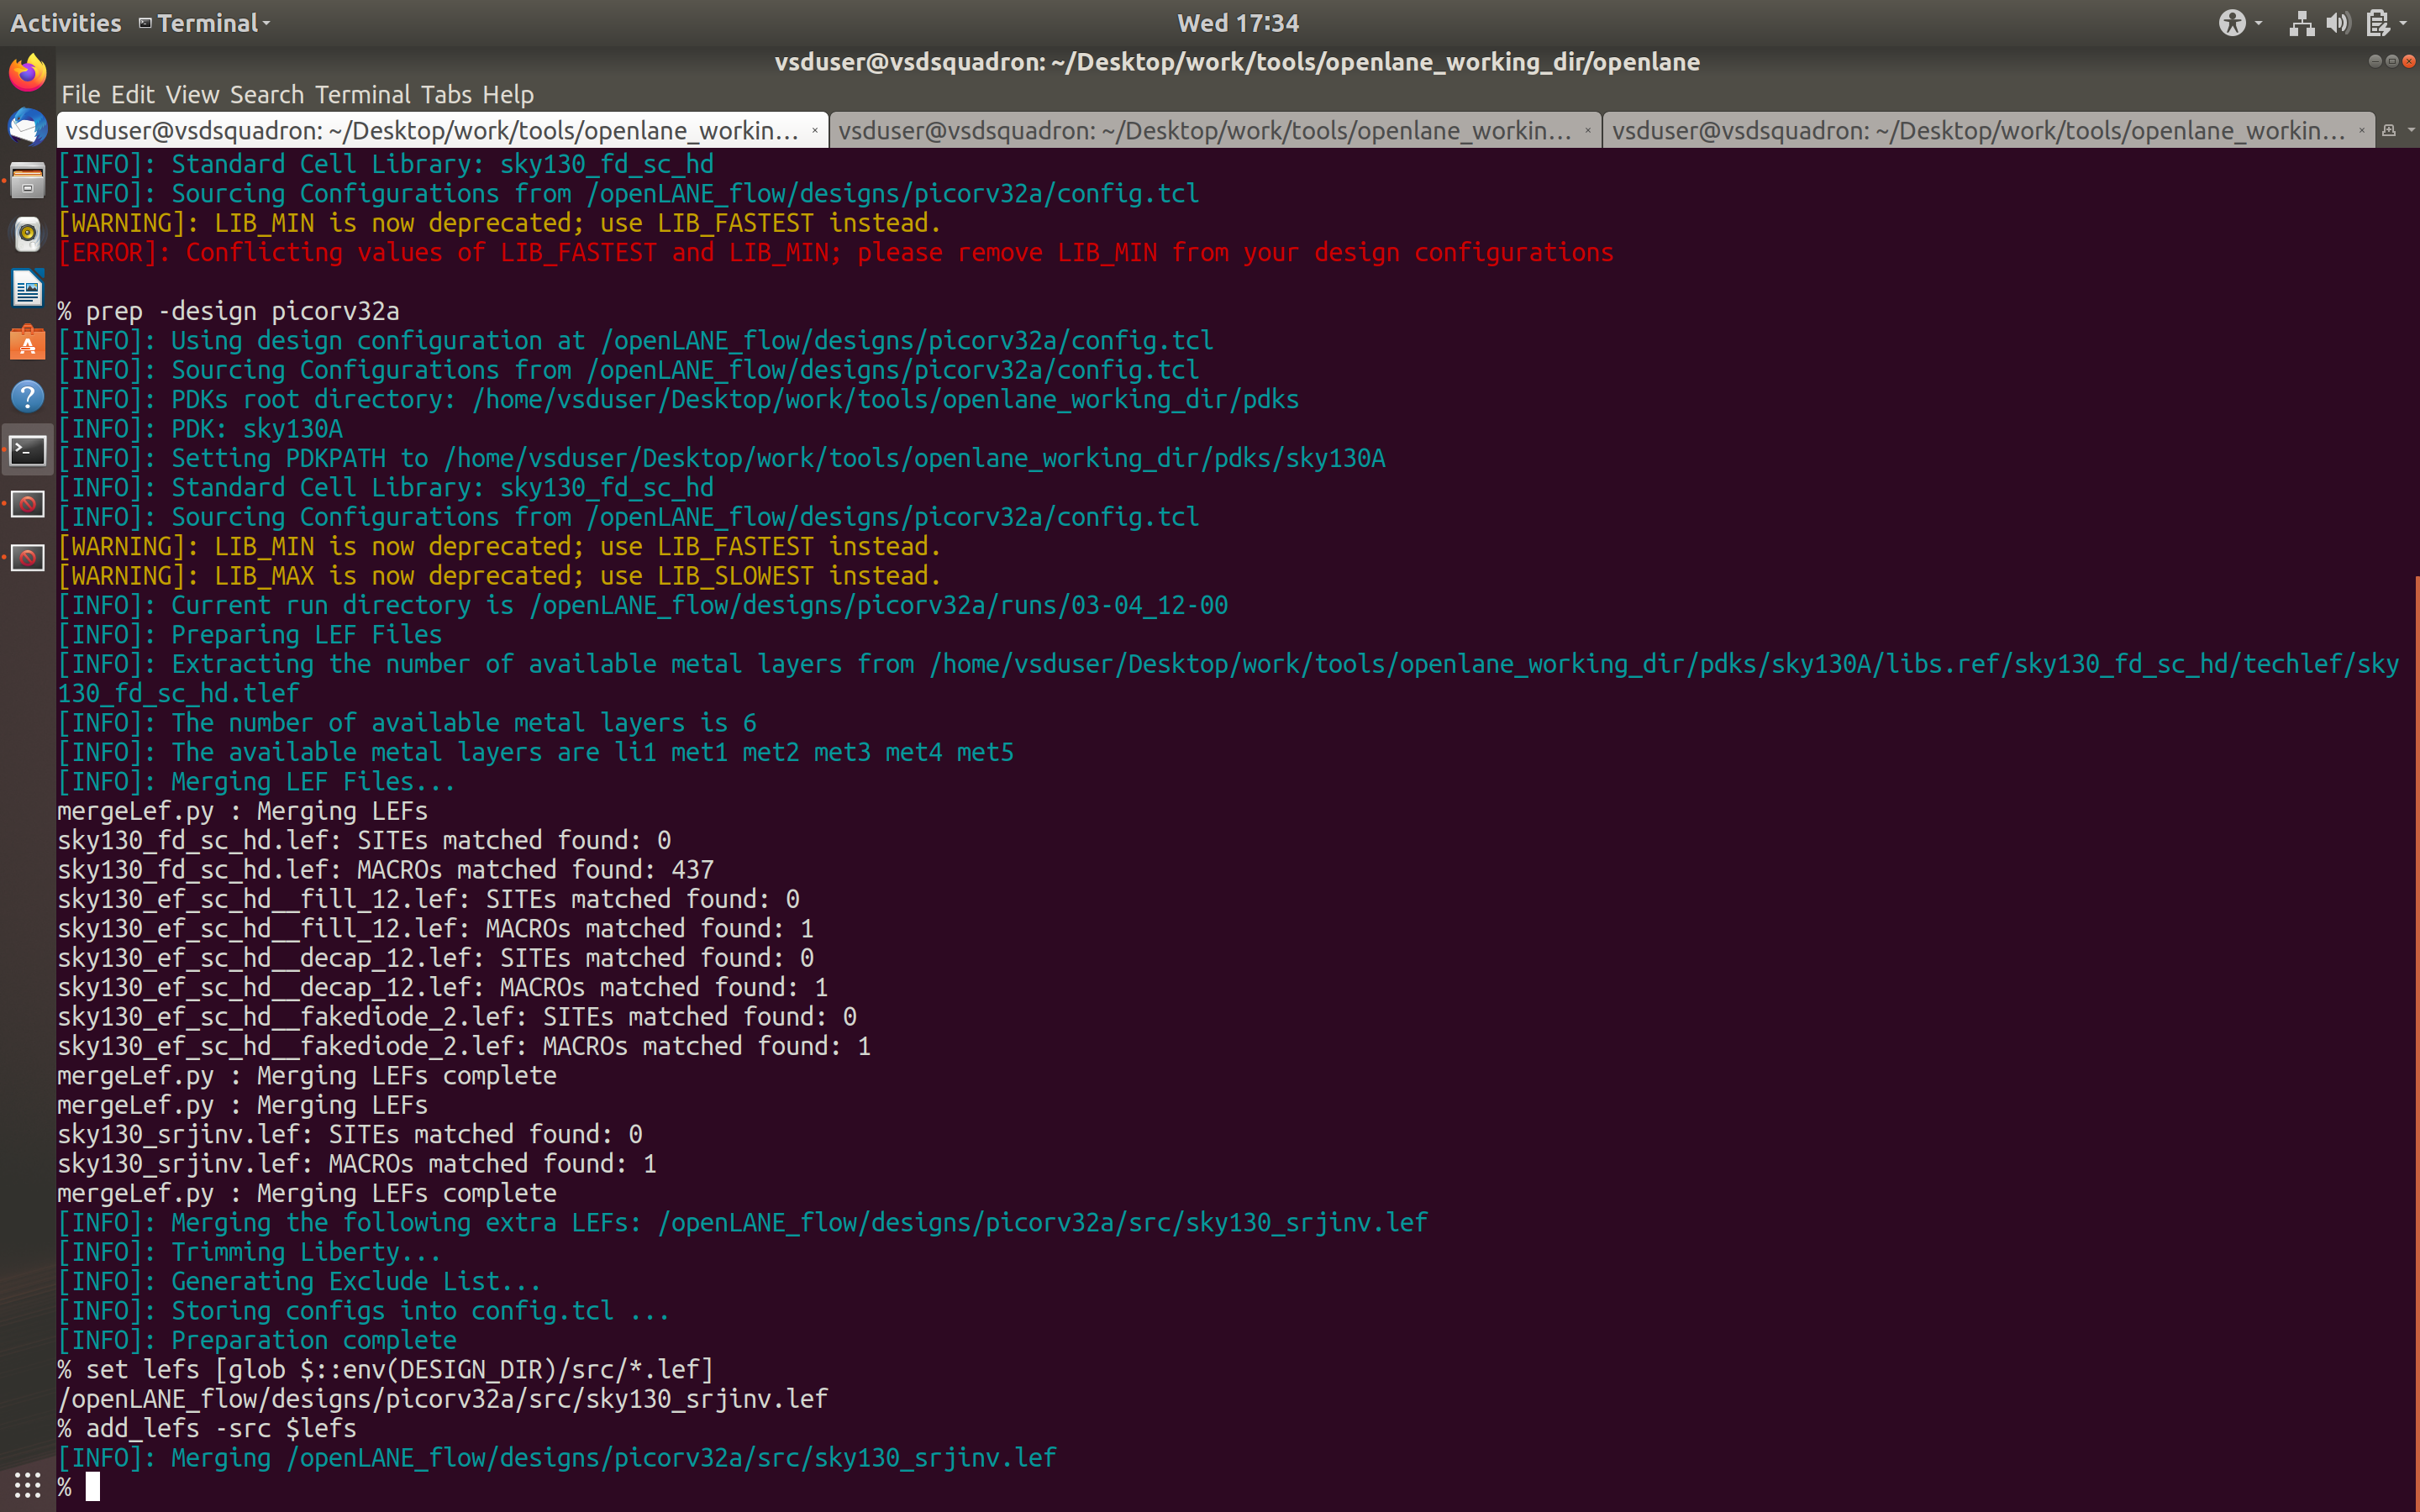 Activities Terminal Wed 17:34
vsduser@vsdsquadron: ~/Desktop/work/tools/openlane_working_dir/openlane
File Edit View Search Terminal Tabs Help
vsduser@vsdsquadron: ~/Desktop/work/tools/openlane_workin... vsduser@vsdsquadron: ~/Desktop/work/tools/openlane_workin... vsduser@vsdsquadron: ~/Desktop/work/tools/openlane_workin...
[INFO]: Standard Cell Library: sky130_fd_sc_hd
[INFO]: Sourcing Configurations from /openLANE_flow/designs/picorv32a/config.tcl
[WARNING]: LIB_MIN is now deprecated; use LIB_FASTEST instead.
[ERROR]: Conflicting values of LIB_FASTEST and LIB_MIN; please remove LIB_MIN from your design configurations
% prep -design picorv32a
[INFO]: Using design configuration at /openLANE_flow/designs/picorv32a/config.tcl
[INFO]: Sourcing Configurations from /openLANE_flow/designs/picorv32a/config.tcl
[INFO]: PDKs root directory: /home/vsduser/Desktop/work/tools/openlane_working_dir/pdks
[INFO]: PDK: sky130A
[INFO]: Setting PDKPATH to /home/vsduser/Desktop/work/tools/openlane_working_dir/pdks/sky130A
[INFO]: Standard Cell Library: sky130_fd_sc_hd
[INFO]: Sourcing Configurations from /openLANE_flow/designs/picorv32a/config.tcl
[WARNING]: LIB_MIN is now deprecated; use LIB_FASTEST instead.
[WARNING]: LIB_MAX is now deprecated; use LIB_SLOWEST instead.
[INFO]: Current run directory is /openLANE_flow/designs/picorv32a/runs/03-04_12-00
[INFO]: Preparing LEF Files
[INFO]: Extracting the number of available metal layers from /home/vsduser/Desktop/work/tools/openlane_working_dir/pdks/sky130A/libs.ref/sky130_fd_sc_hd/techlef/sky
130_fd_sc_hd.tlef
[INFO]: The number of available metal layers is 6
[INFO]: The available metal layers are li1 met1 met2 met3 met4 met5
[INFO]: Merging LEF Files...
mergeLef.py : Merging LEFs
sky130_fd_sc_hd.lef: SITEs matched found: 0
sky130_fd_sc_hd.lef: MACROs matched found: 437
sky130_ef_sc_hd__fill_12.lef: SITEs matched found: 0
sky130_ef_sc_hd__fill_12.lef: MACROs matched found: 1
sky130_ef_sc_hd__decap_12.lef: SITEs matched found: 0
sky130_ef_sc_hd__decap_12.lef: MACROs matched found: 1
sky130_ef_sc_hd__fakediode_2.lef: SITEs matched found: 0
sky130_ef_sc_hd__fakediode_2.lef: MACROs matched found: 1
mergeLef.py : Merging LEFs complete
mergeLef.py : Merging LEFs
sky130_srjinv.lef: SITEs matched found: 0
sky130_srjinv.lef: MACROs matched found: 1
mergeLef.py : Merging LEFs complete
[INFO]: Merging the following extra LEFs: /openLANE_flow/designs/picorv32a/src/sky130_srjinv.lef
[INFO]: Trimming Liberty...
[INFO]: Generating Exclude List...
[INFO]: Storing configs into config.tcl ...
[INFO]: Preparation complete
% set lefs [glob $::env(DESIGN_DIR)/src/*.lef]
/openLANE_flow/designs/picorv32a/src/sky130_srjinv.lef
% add_lefs -src $lefs
[INFO]: Merging /openLANE_flow/designs/picorv32a/src/sky130_srjinv.lef
%